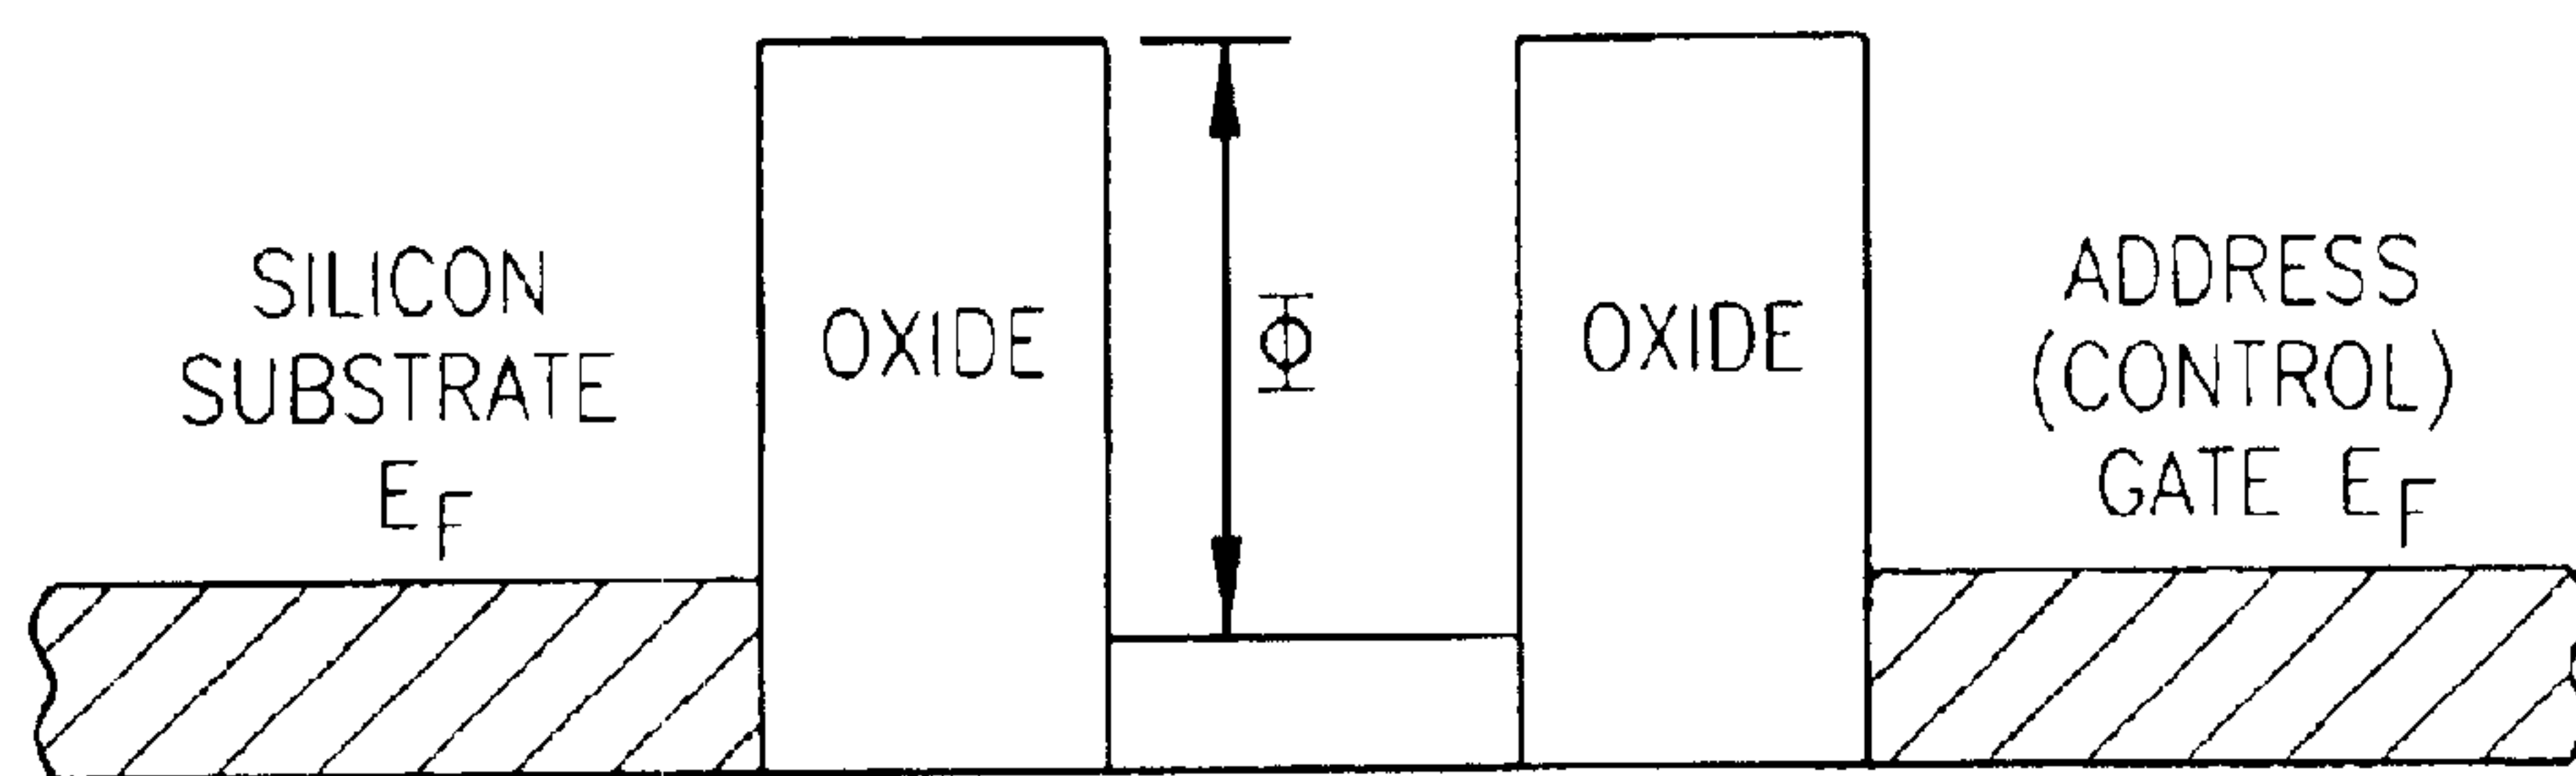 SILICON
SUBSTRATE
E_F
OXIDE
Φ
OXIDE
ADDRESS
(CONTROL)
GATE E_F